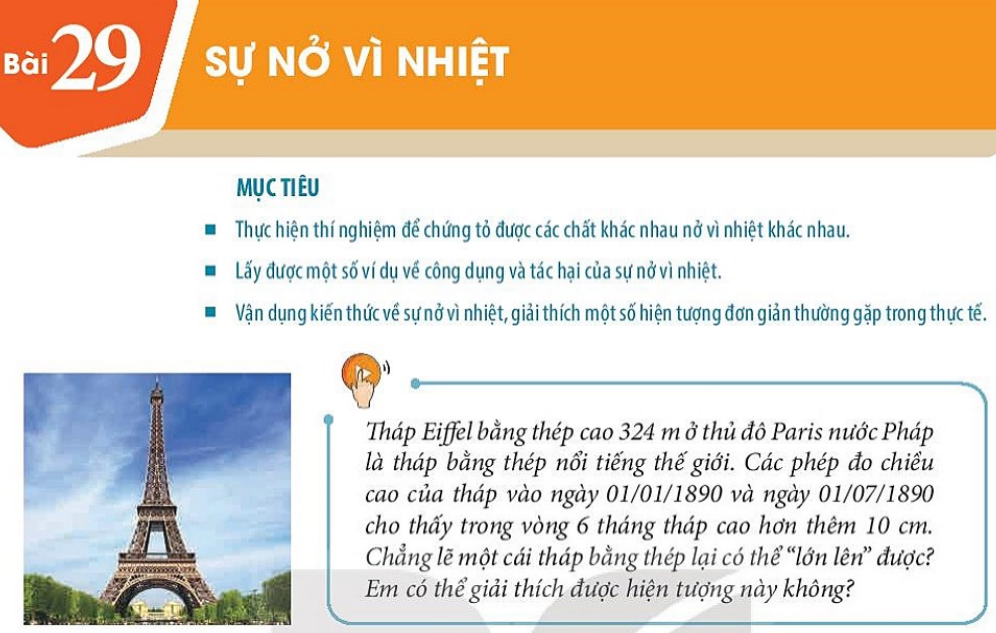 Bài 29
SỰ NỞ VÌ NHIỆT
MỤC TIÊU
Thực hiện thí nghiệm để chứng tỏ được các chất khác nhau nở vì nhiệt khác nhau.
Lấy được một số ví dụ về công dụng và tác hại của sự nở vì nhiệt.
Vận dụng kiến thức về sự nở vì nhiệt, giải thích một số hiện tượng đơn giản thường gặp trong thực tế.
Tháp Eiffel bằng thép cao 324 m ở thủ đô Paris nước Pháp
là tháp bằng thép nổi tiếng thế giới. Các phép đo chiều
cao của tháp vào ngày 01/01/1890 và ngày 01/07/1890
cho thấy trong vòng 6 tháng tháp cao hơn thêm 10 cm.
Chẳng lẽ một cái tháp bằng thép lại có thể “lớn lên” được?
Em có thể giải thích được hiện tượng này không?